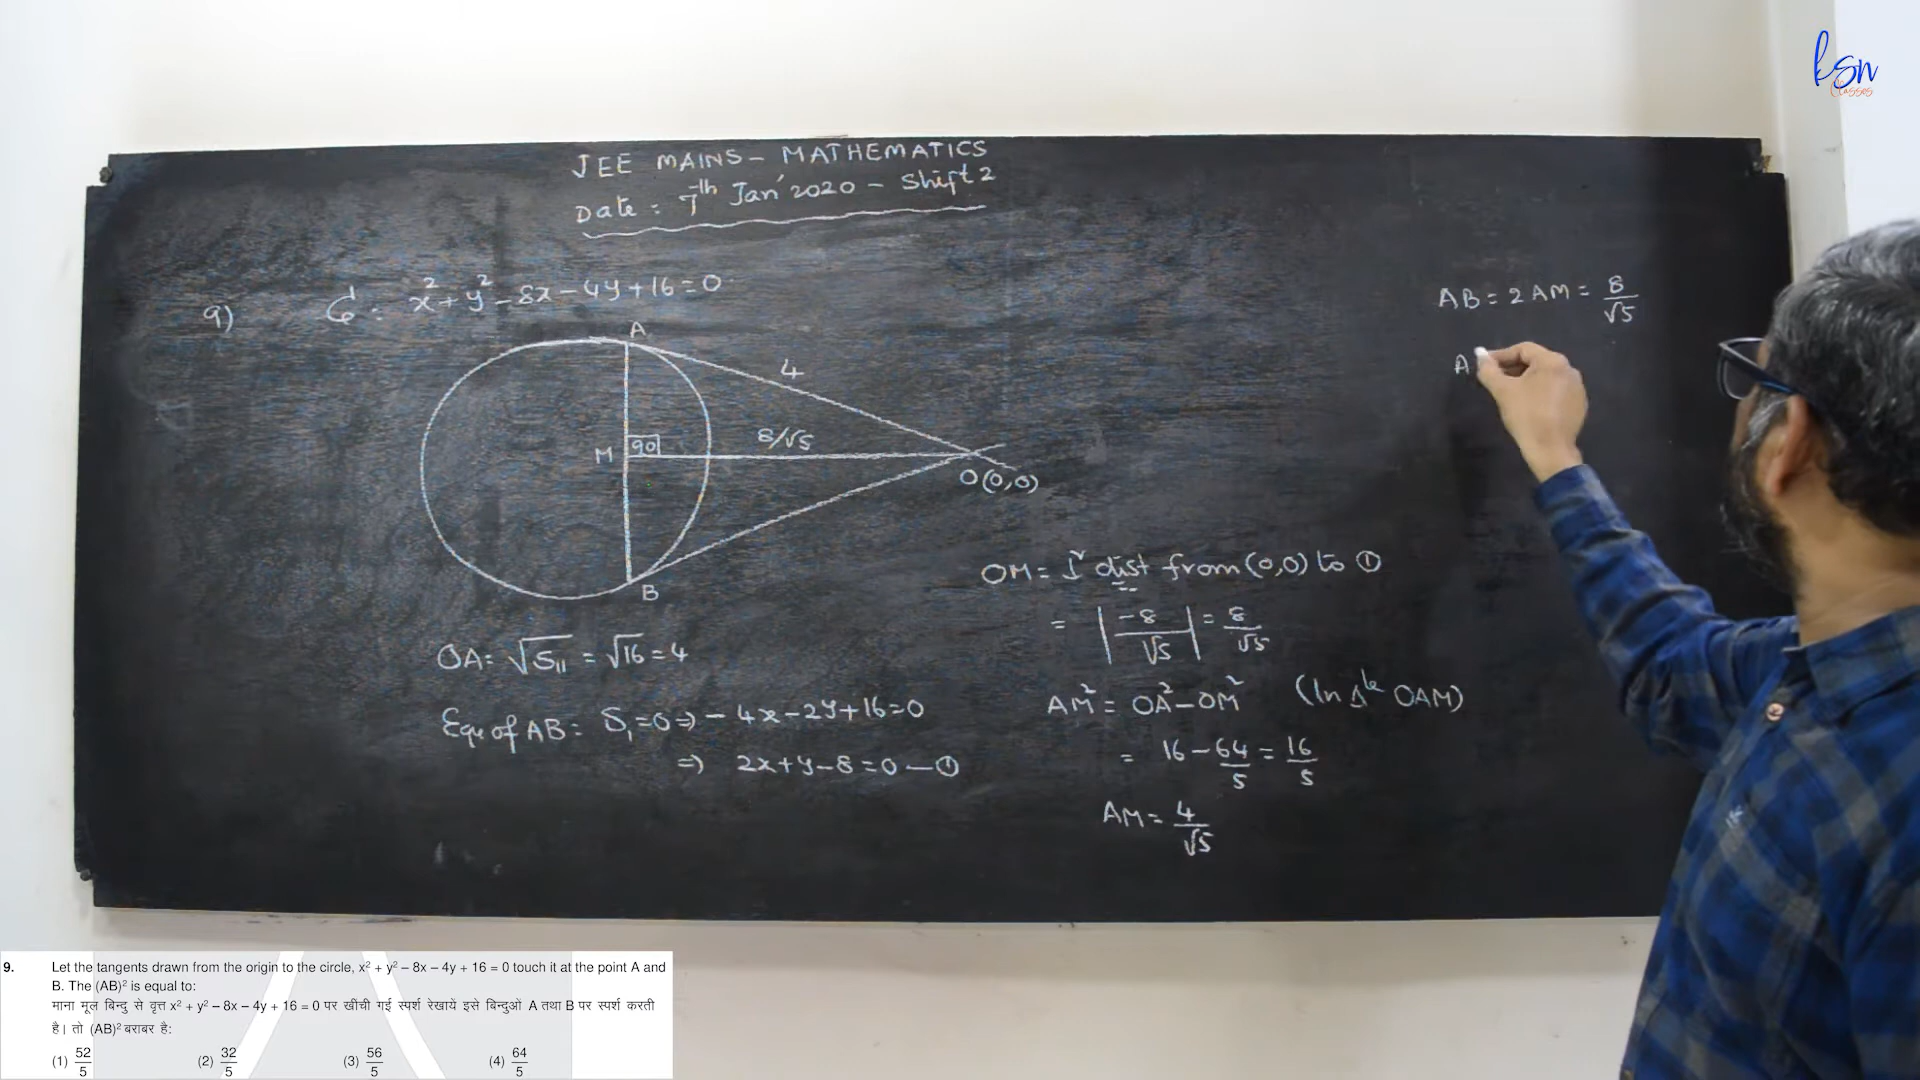 ksn
Classes
JEE MAINS - MATHEMATICS
Date : 7th Jan' 2020 - Shift 2
9) C : x² + y² - 8x - 4y + 16 = 0
A
4
M
90
8/√5
O(0,0)
B
OA = √S₁₁ = √16 = 4
Equ of AB = S₁ = 0 ⇒ - 4x - 2y + 16 = 0
⇒ 2x + y - 8 = 0 — ①
OM = ⊥r dist from (0,0) to ①
= | -8/√5 | = 8/√5
AM² = OA² - OM² (In Δle OAM)
= 16 - 64/5 = 16/5
AM = 4/√5
AB = 2AM = 8/√5
A
9. Let the tangents drawn from the origin to the circle, x² + y² – 8x – 4y + 16 = 0 touch it at the point A and
B. The (AB)² is equal to:
माना मूल बिन्दु से वृत्त x² + y² – 8x – 4y + 16 = 0 पर खींची गई स्पर्श रेखायें इसे बिन्दुओं A तथा B पर स्पर्श करती
है। तो (AB)² बराबर है:
(1) 52/5 (2) 32/5 (3) 56/5 (4) 64/5